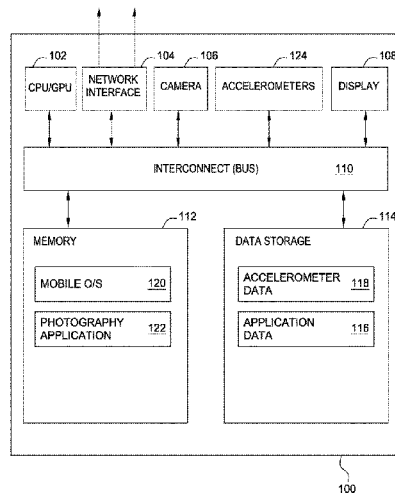 102
104
106
124
108
CPU/GPU
NETWORK
INTERFACE
CAMERA
ACCELEROMETERS
DISPLAY
INTERCONNECT (BUS) 110
112
114
MEMORY
MOBILE O/S 120
PHOTOGRAPHY
APPLICATION 122
DATA STORAGE
ACCELEROMETER
DATA 118
APPLICATION
DATA 116
100